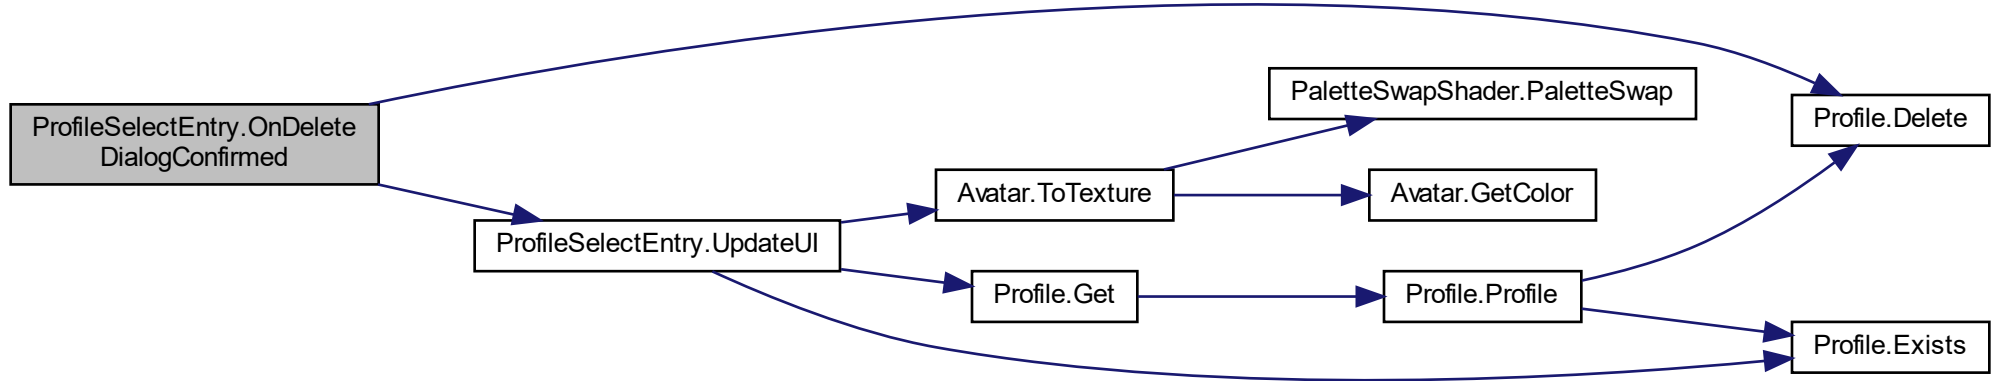 ProfileSelectEntry.OnDelete
DialogConfirmed
ProfileSelectEntry.UpdateUI
Avatar.ToTexture
Profile.Get
PaletteSwapShader.PaletteSwap
Avatar.GetColor
Profile.Profile
Profile.Delete
Profile.Exists